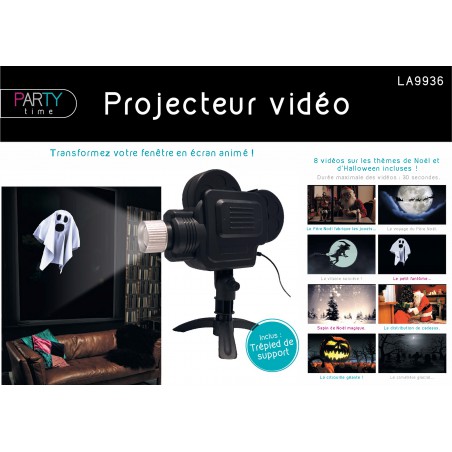 LA9936
PARTY
time
Projecteur vidéo
Transformez votre fenêtre en écran animé !
8 vidéos sur les thèmes de Noël et
d'Halloween incluses !
Durée maximale des vidéos : 30 secondes.
Le Père Noël fabrique les jouets...
Le voyage du Père Noël
La chasse sorcière !
Le petit fantôme...
Sapin de Noël magique...
La distribution de cadeaux...
Inclus :
Trépied de
support
La citrouille géante !
Le cimetière glacial...